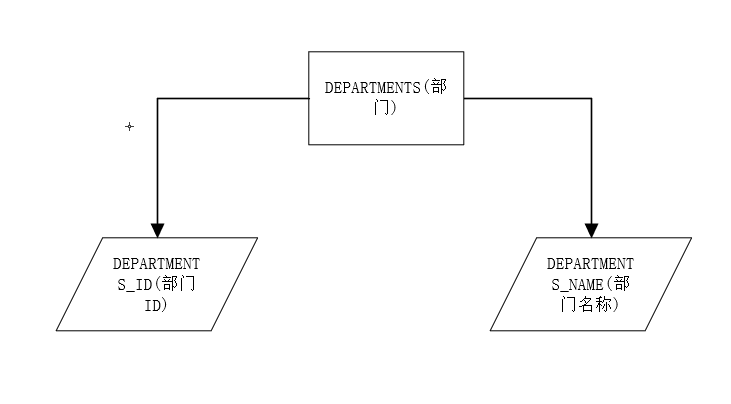 DEPARTMENTS(部
门)
DEPARTMENT
S_ID(部门
ID)
DEPARTMENT
S_NAME(部
门名称)